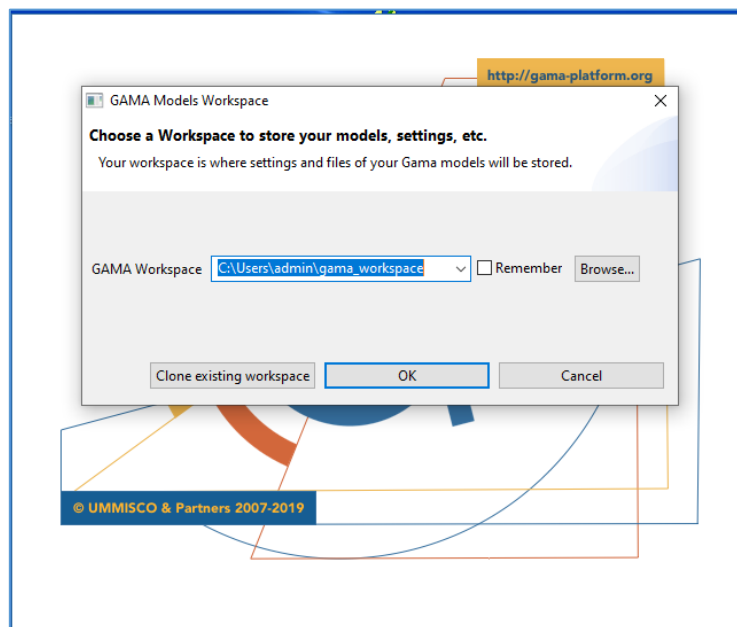 http://gama-platform.org
GAMA Models Workspace
Choose a Workspace to store your models, settings, etc.
Your workspace is where settings and files of your Gama models will be stored.
GAMA Workspace C:\Users\admin\gama_workspace Remember Browse...
Clone existing workspace OK Cancel
© UMMISCO & Partners 2007-2019